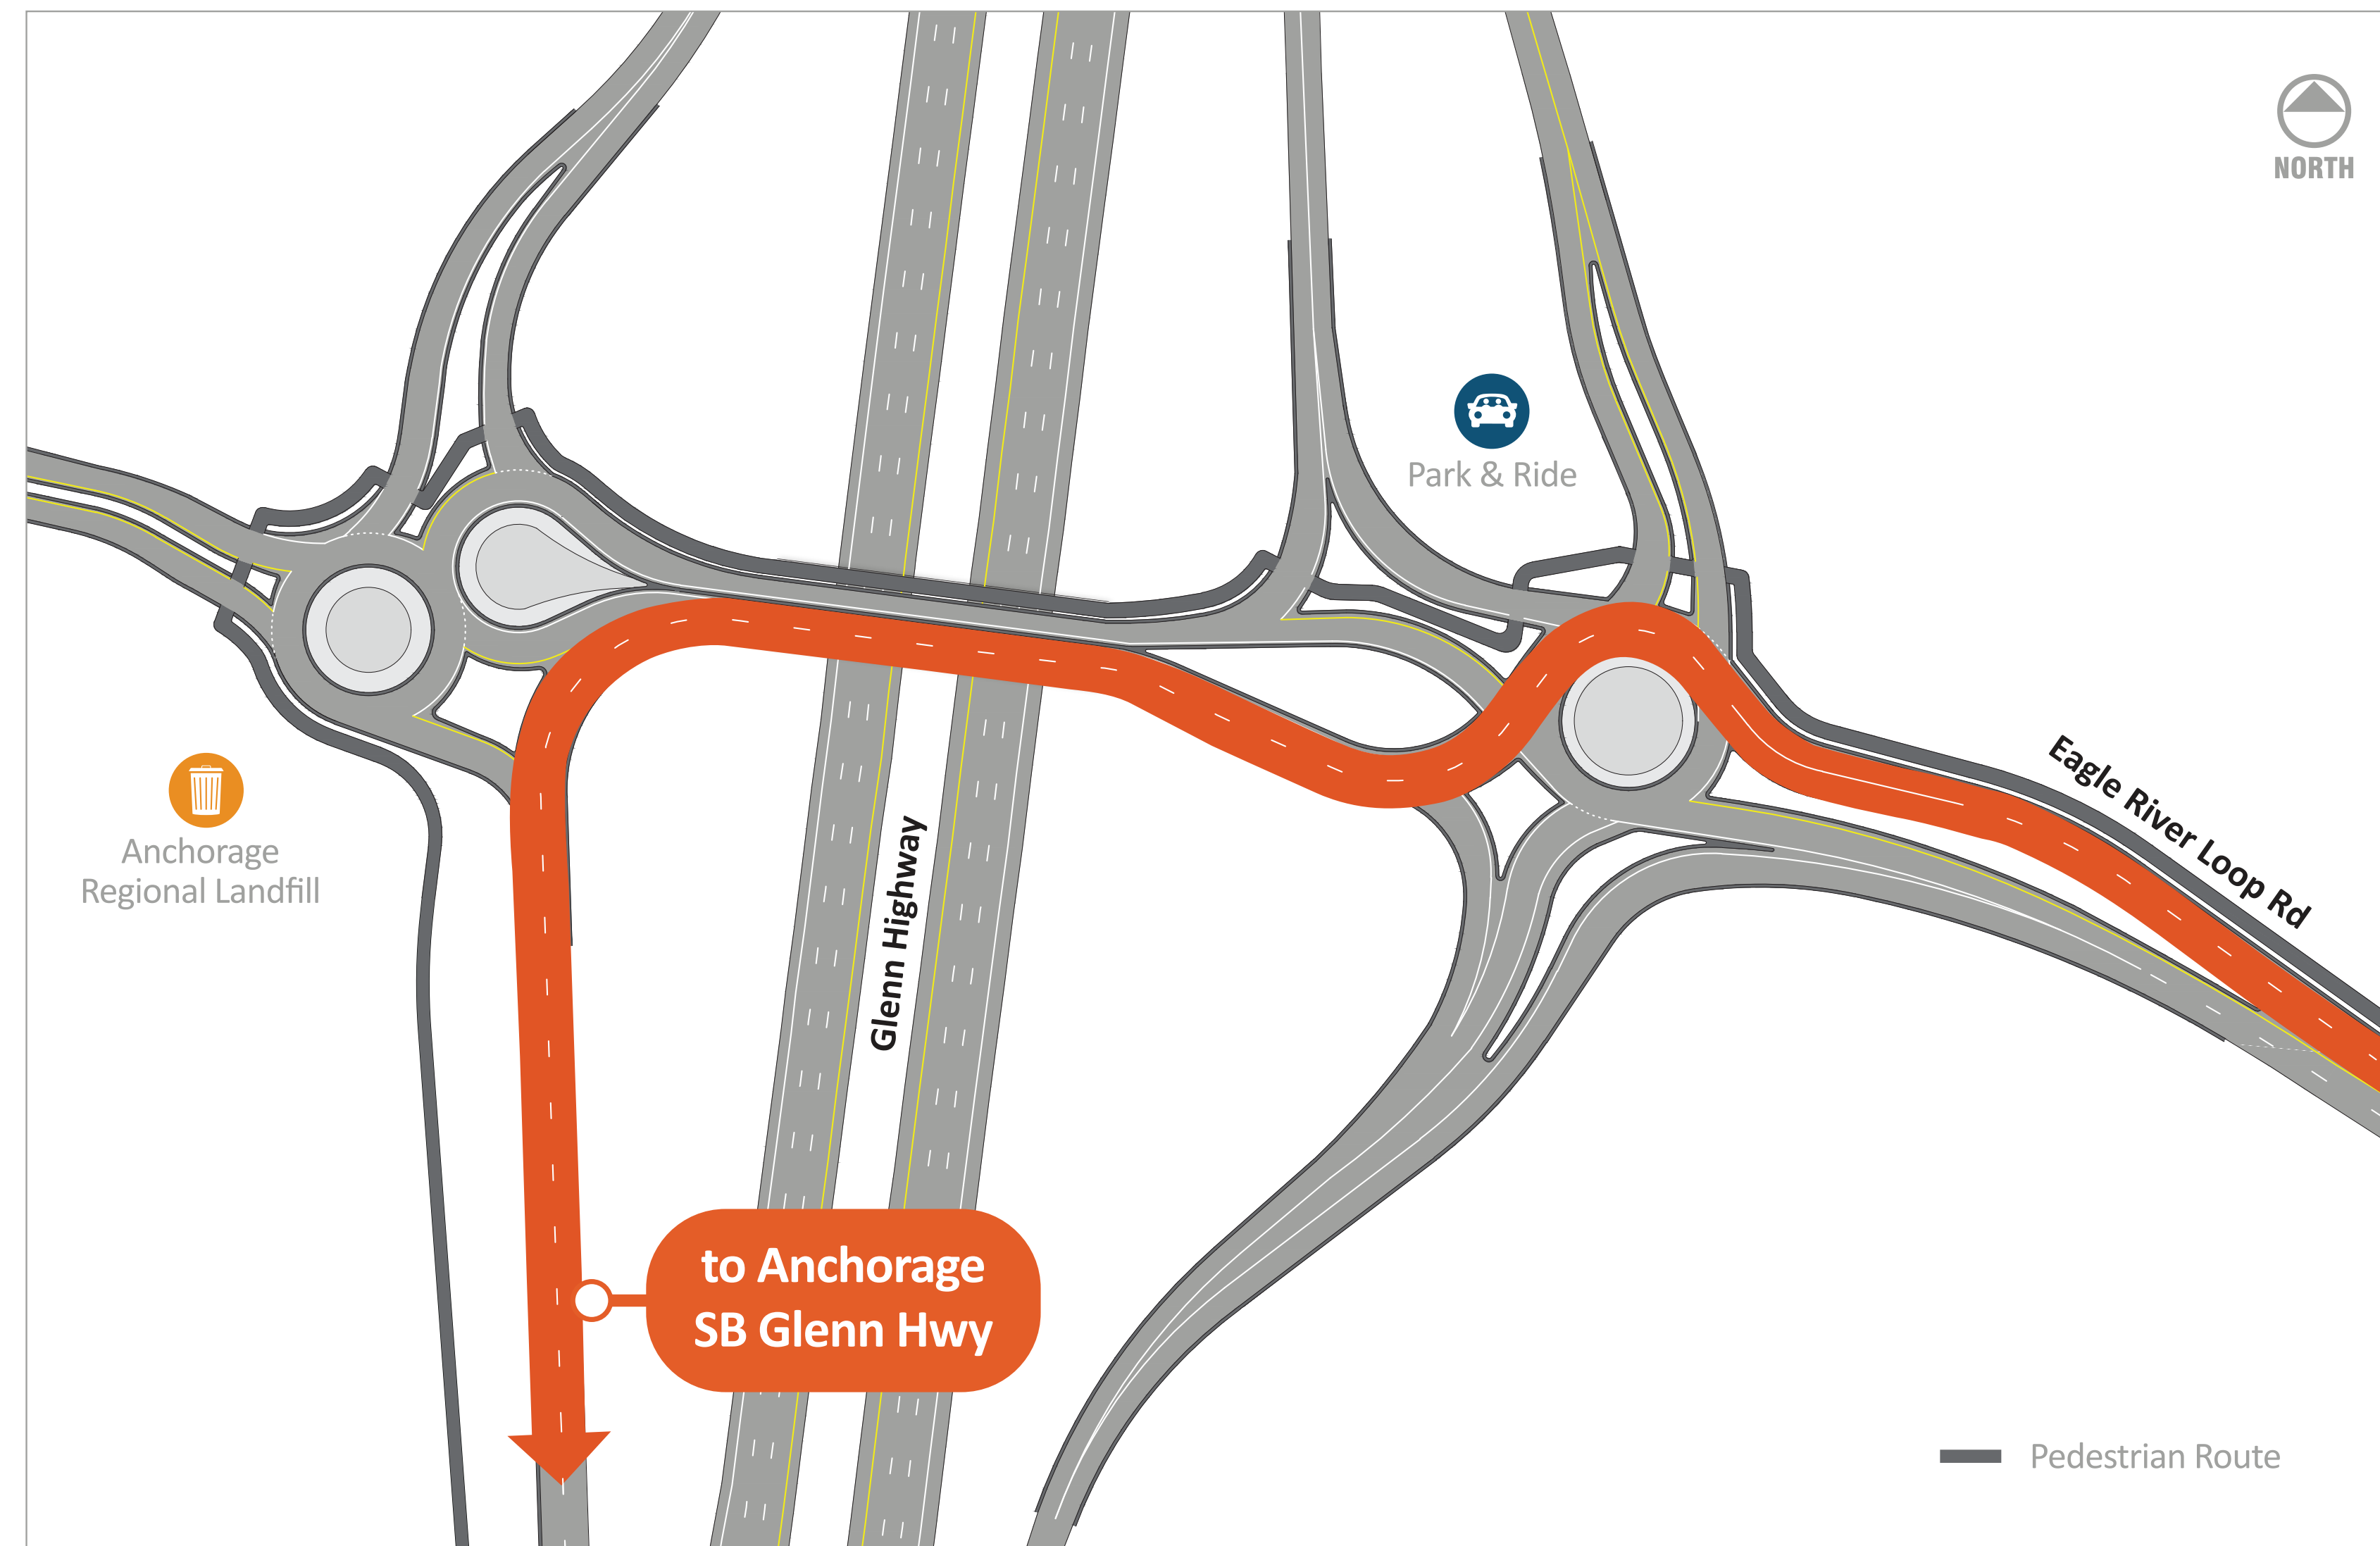 NORTH
Park & Ride
Eagle River Loop Rd
Anchorage
Regional Landfill
Glenn Highway
to Anchorage
SB Glenn Hwy
Pedestrian Route